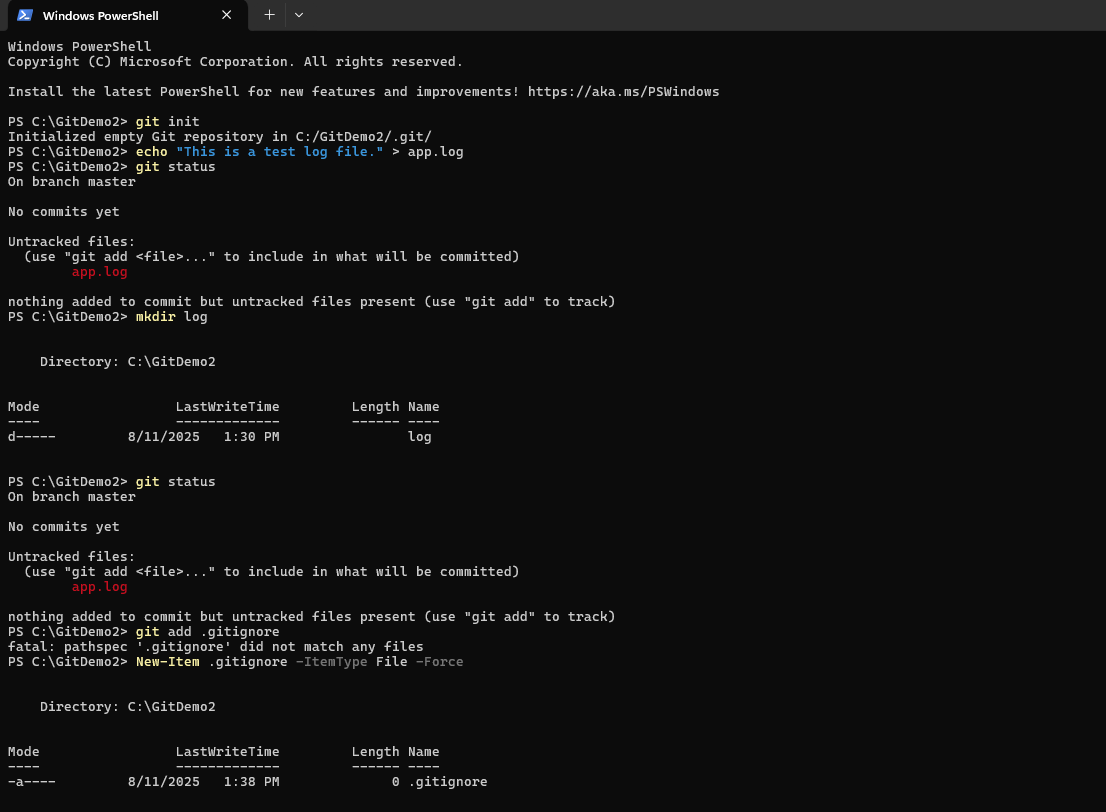 Windows PowerShell
Windows PowerShell
Copyright (C) Microsoft Corporation. All rights reserved.
Install the latest PowerShell for new features and improvements! https://aka.ms/PSWindows
PS C:\GitDemo2> git init
Initialized empty Git repository in C:/GitDemo2/.git/
PS C:\GitDemo2> echo "This is a test log file." > app.log
PS C:\GitDemo2> git status
On branch master
No commits yet
Untracked files:
  (use "git add <file>..." to include in what will be committed)
        app.log
nothing added to commit but untracked files present (use "git add" to track)
PS C:\GitDemo2> mkdir log
    Directory: C:\GitDemo2
Mode                 LastWriteTime         Length Name
----                 -------------         ------ ----
d-----         8/11/2025   1:30 PM                log
PS C:\GitDemo2> git status
On branch master
No commits yet
Untracked files:
  (use "git add <file>..." to include in what will be committed)
        app.log
nothing added to commit but untracked files present (use "git add" to track)
PS C:\GitDemo2> git add .gitignore
fatal: pathspec '.gitignore' did not match any files
PS C:\GitDemo2> New-Item .gitignore -ItemType File -Force
    Directory: C:\GitDemo2
Mode                 LastWriteTime         Length Name
----                 -------------         ------ ----
-a----         8/11/2025   1:38 PM              0 .gitignore